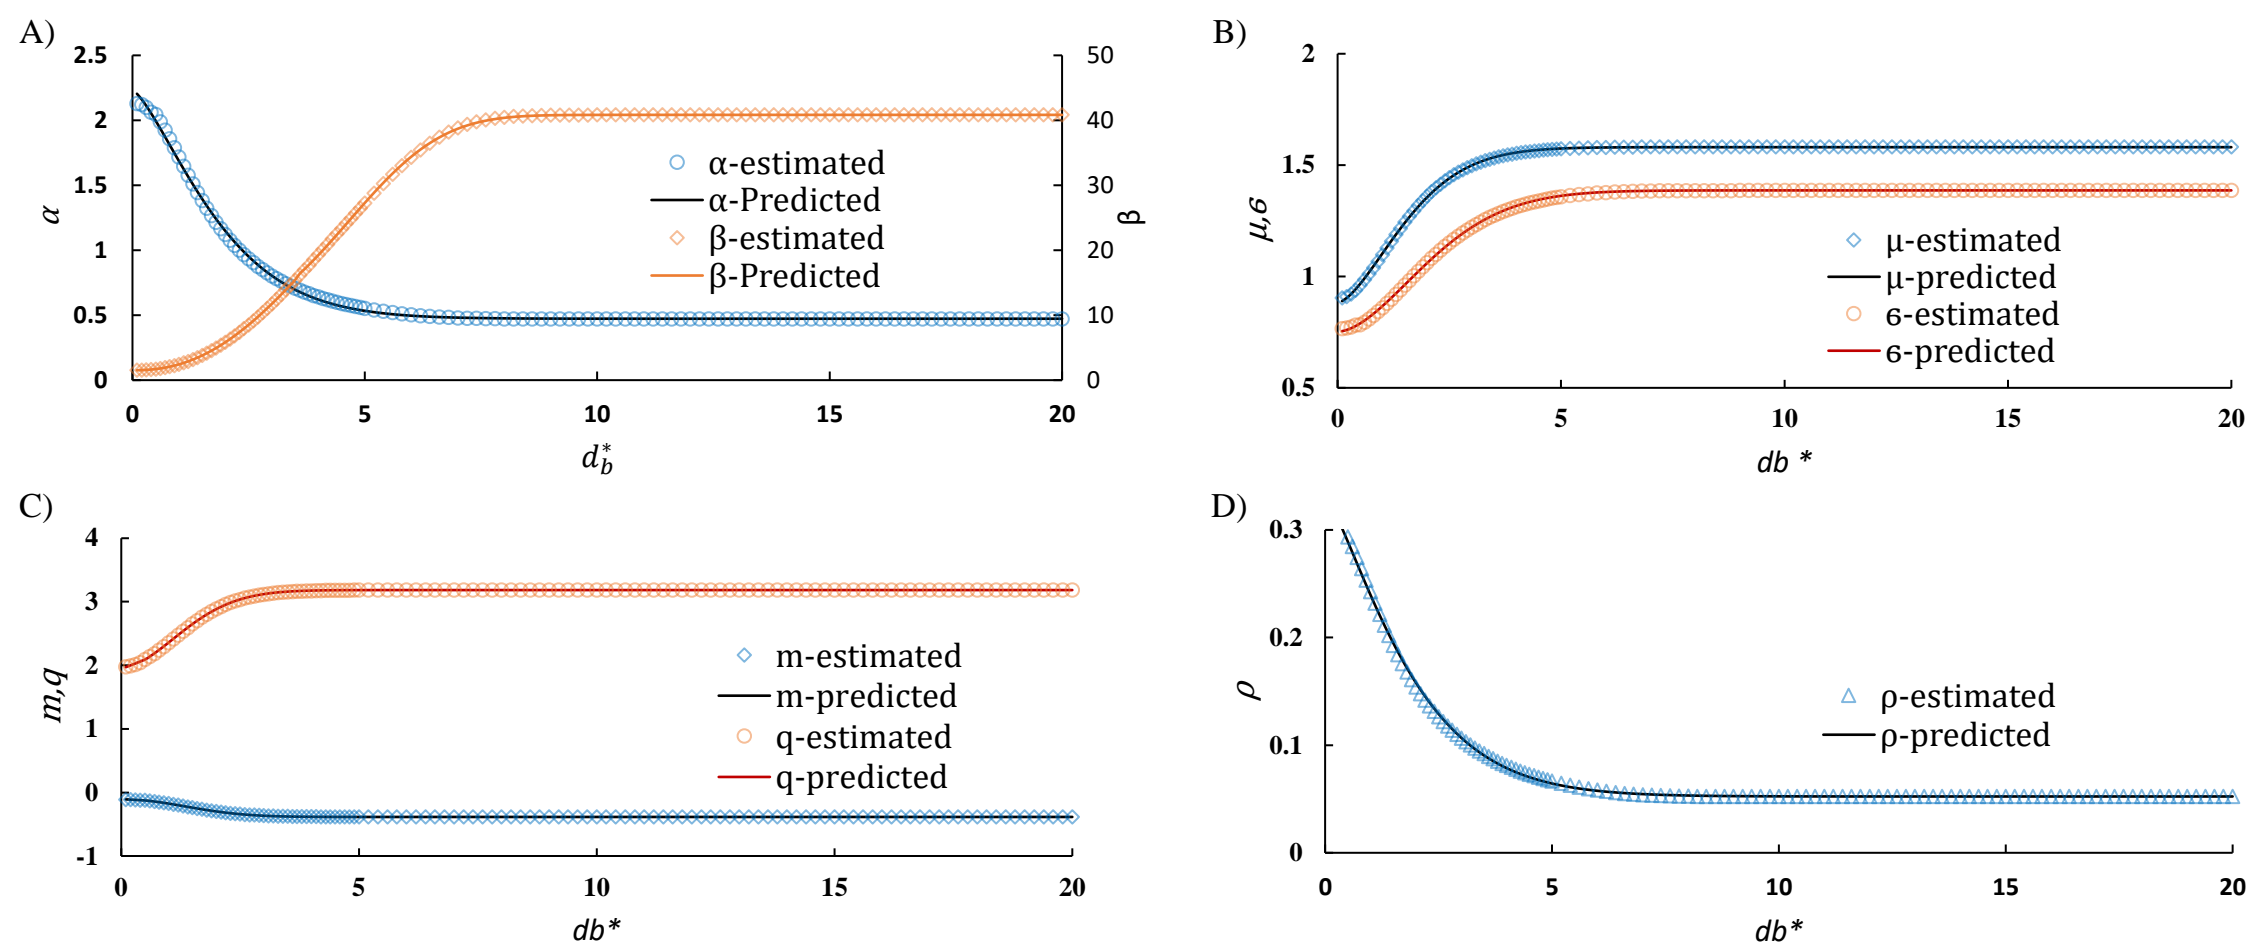 A)
2.5
2
1.5
1
0.5
0
α
50
40
30
20
10
0
β
α-estimated
α-Predicted
β-estimated
β-Predicted
0 5 10 15 20
d_b^*
B)
2
1.5
1
0.5
μ,ϭ
μ-estimated
μ-predicted
ϭ-estimated
ϭ-predicted
0 5 10 15 20
db *
C)
4
3
2
1
0
-1
m,q
m-estimated
m-predicted
q-estimated
q-predicted
0 5 10 15 20
db*
D)
0.3
0.2
0.1
0
ρ
ρ-estimated
ρ-predicted
0 5 10 15 20
db*